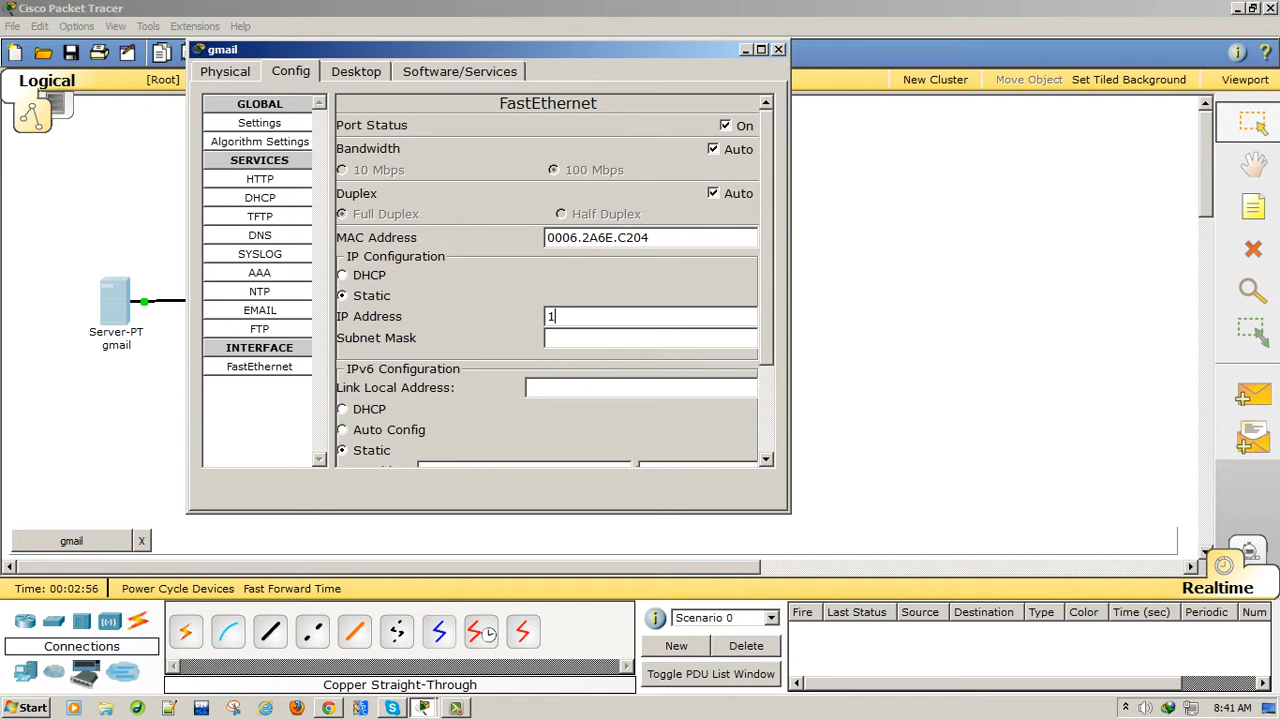 Cisco Packet Tracer
File Edit Options View Tools Extensions Help
gmail
Logical
[Root]
New Cluster
Move Object
Set Tiled Background
Viewport
Physical
Config
Desktop
Software/Services
GLOBAL
Settings
Algorithm Settings
SERVICES
HTTP
DHCP
TFTP
DNS
SYSLOG
AAA
NTP
EMAIL
FTP
INTERFACE
FastEthernet
FastEthernet
Port Status On
Bandwidth Auto
10 Mbps 100 Mbps
Duplex Auto
Full Duplex Half Duplex
MAC Address 0006.2A6E.C204
IP Configuration
DHCP
Static
IP Address 1
Subnet Mask
IPv6 Configuration
Link Local Address:
DHCP
Auto Config
Static
Server-PT
gmail
gmail X
Time: 00:02:56 Power Cycle Devices Fast Forward Time
Realtime
Connections
Copper Straight-Through
Scenario 0
New Delete
Toggle PDU List Window
Fire Last Status Source Destination Type Color Time (sec) Periodic Num
Start
8:41 AM